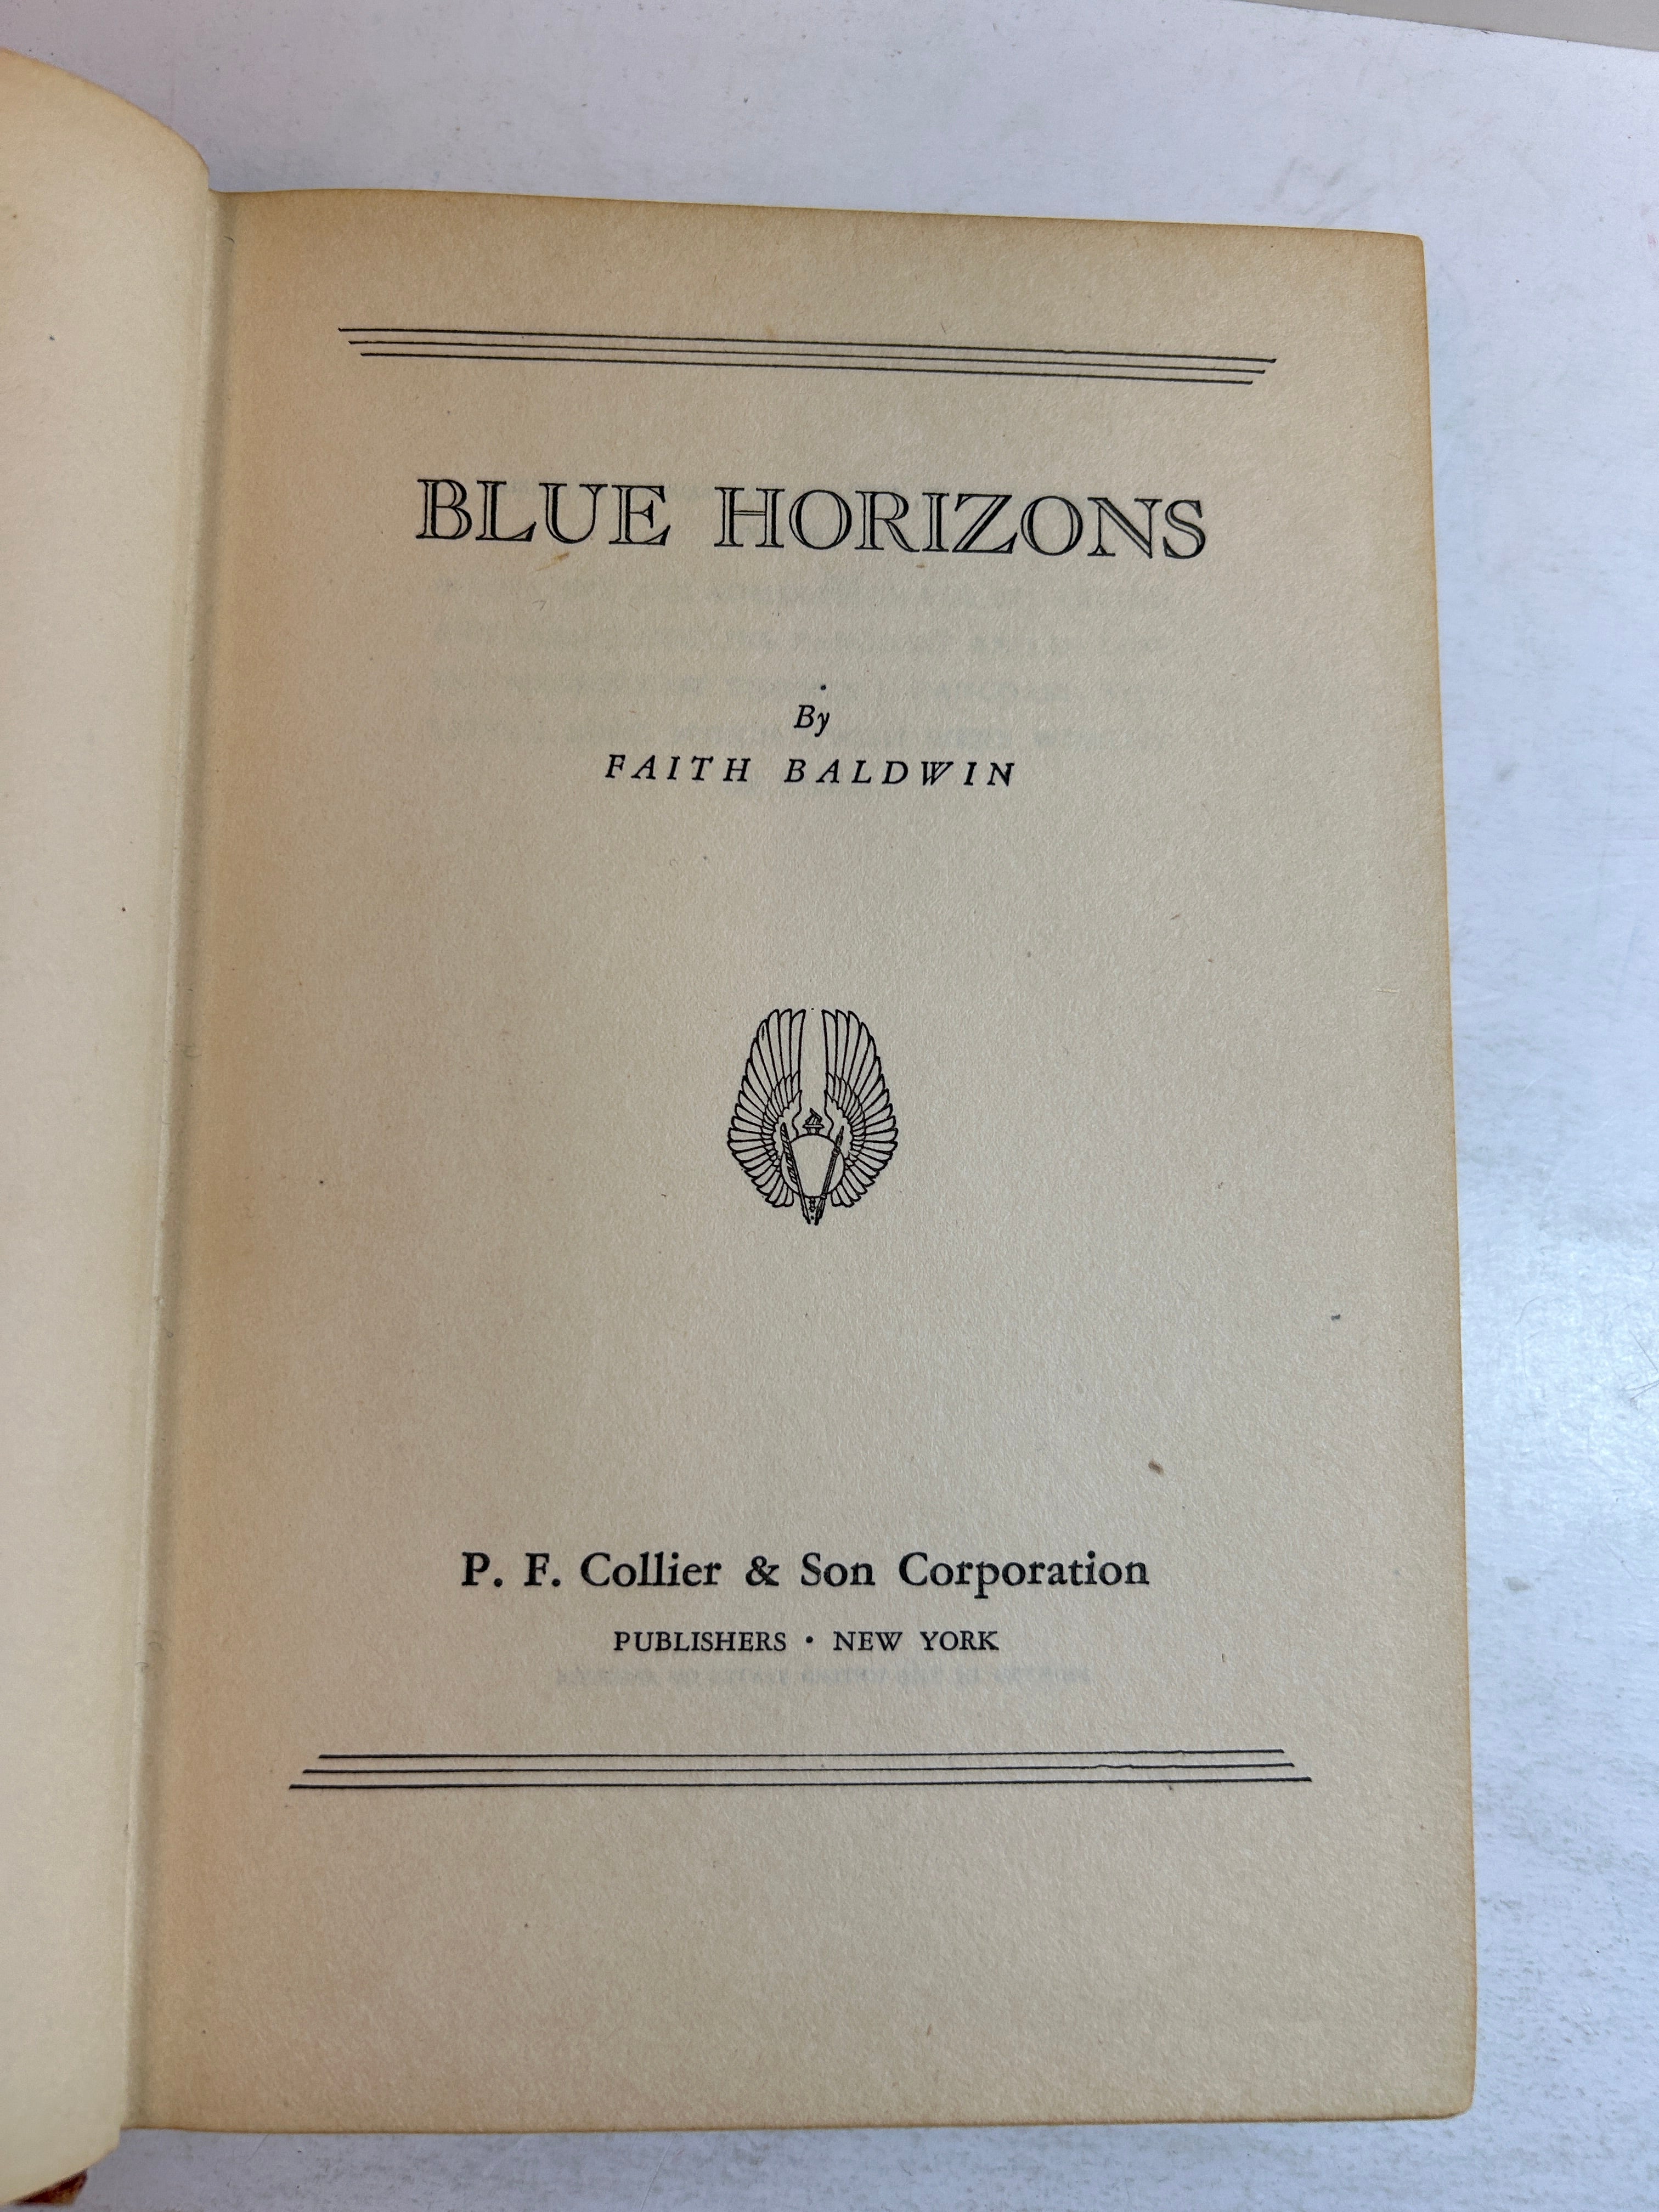 BLUE HORIZONS
By
FAITH BALDWIN
P. F. Collier & Son Corporation
PUBLISHERS • NEW YORK